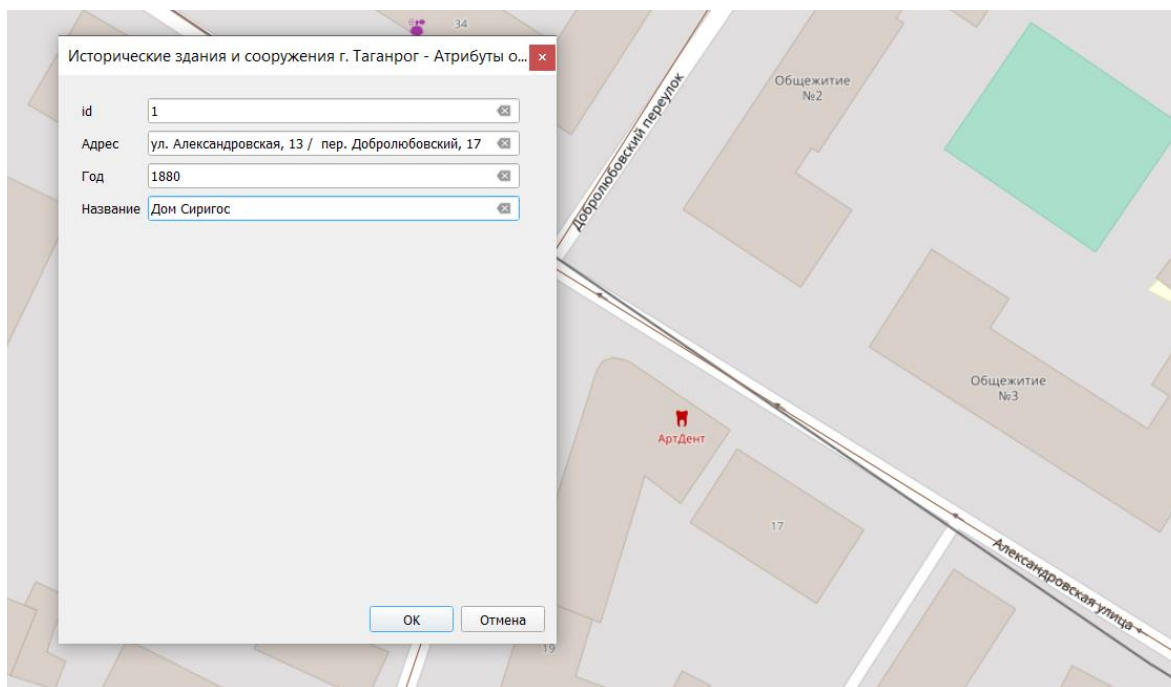 34
Исторические здания и сооружения г. Таганрог - Атрибуты о...
id
1
Адрес
ул. Александровская, 13 /  пер. Добролюбовский, 17
Год
1880
Название
Дом Сиригос
OK
Отмена
Добролюбовский переулок
Общежитие
№2
Общежитие
№3
АртДент
17
Александровская улица
19